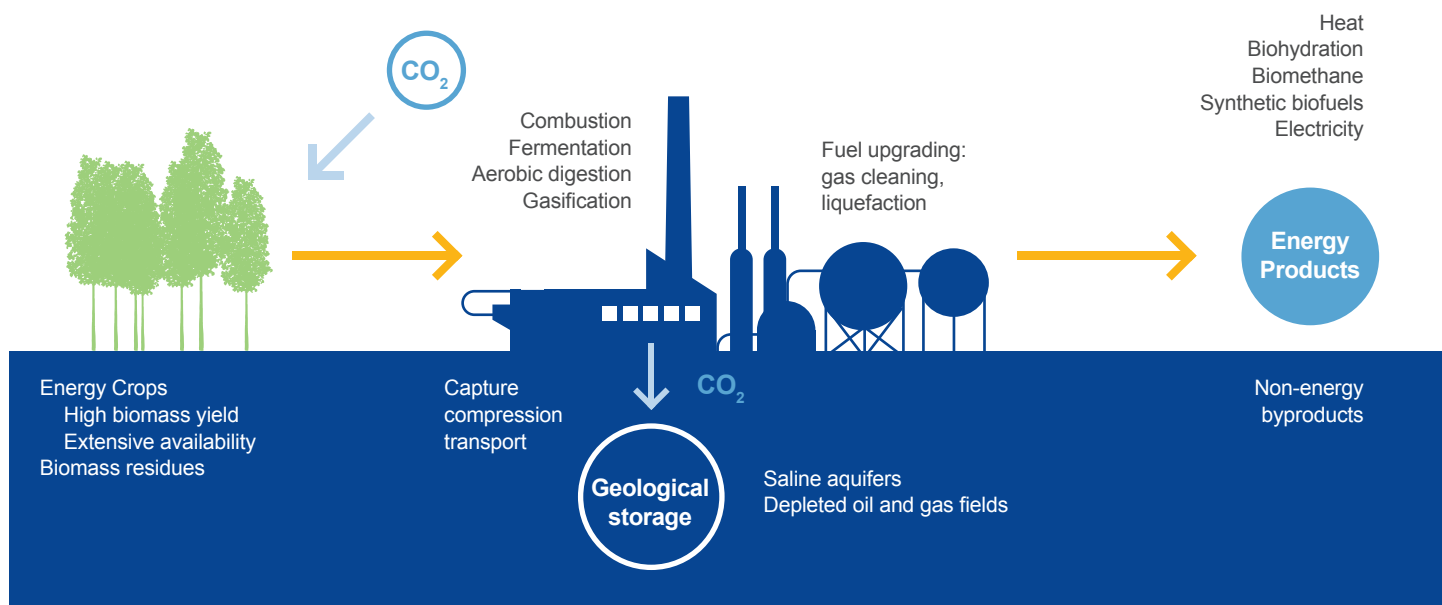 CO₂
Combustion
Fermentation
Aerobic digestion
Gasification
Fuel upgrading:
gas cleaning,
liquefaction
Heat
Biohydration
Biomethane
Synthetic biofuels
Electricity
Energy
Products
Energy Crops
High biomass yield
Extensive availability
Biomass residues
Capture
compression
transport
CO₂
Geological
storage
Saline aquifers
Depleted oil and gas fields
Non-energy
byproducts